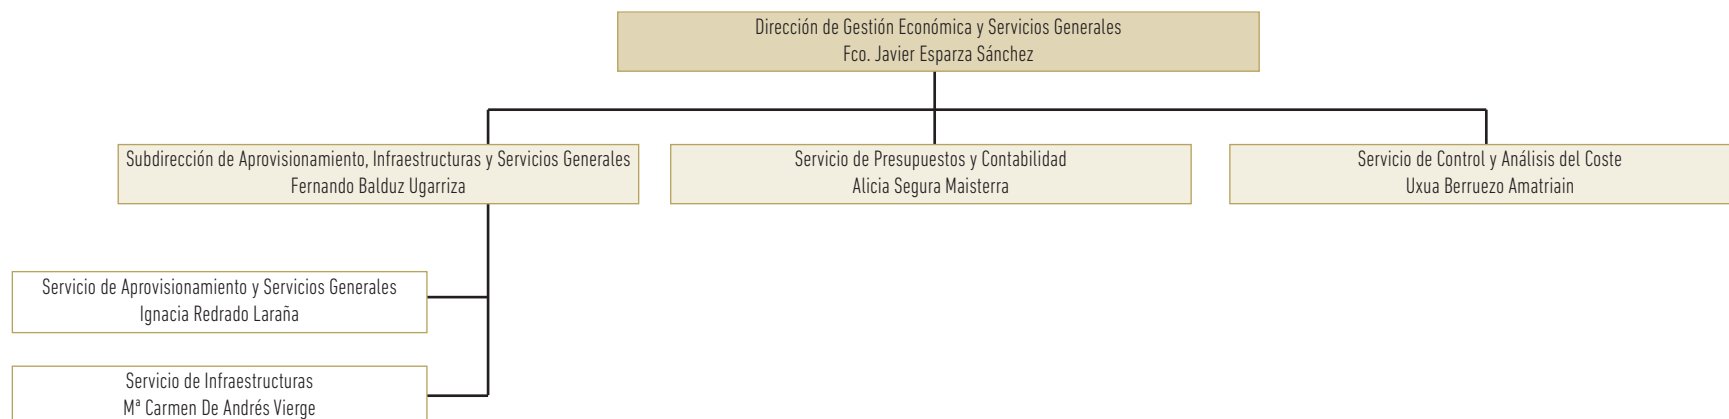 Dirección de Gestión Económica y Servicios Generales
Fco. Javier Esparza Sánchez
Subdirección de Aprovisionamiento, Infraestructuras y Servicios Generales
Fernando Balduz Ugarriza
Servicio de Presupuestos y Contabilidad
Alicia Segura Maisterra
Servicio de Control y Análisis del Coste
Uxua Berruezo Amatriain
Servicio de Aprovisionamiento y Servicios Generales
Ignacia Redrado Laraña
Servicio de Infraestructuras
Mª Carmen De Andrés Vierge